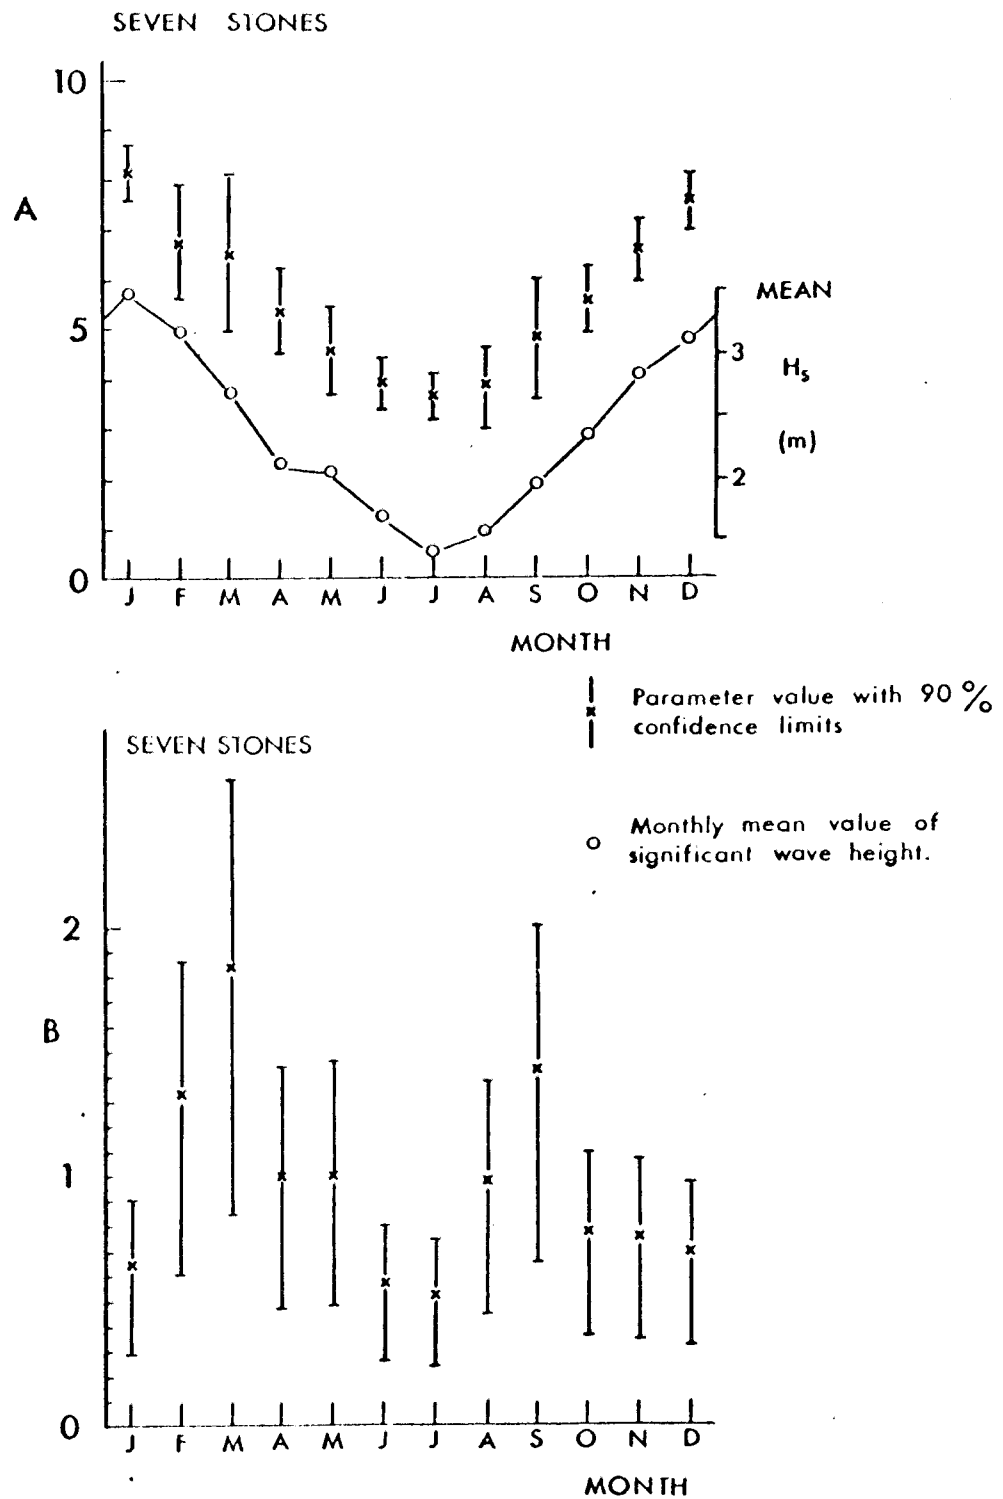 SEVEN STONES
10
A
5
0
MEAN
3
Hs
(m)
2
J F M A M J J A S O N D
MONTH
Parameter value with 90 %
confidence limits
SEVEN STONES
Monthly mean value of
significant wave height.
2
B
1
0
J F M A M J J A S O N D
MONTH